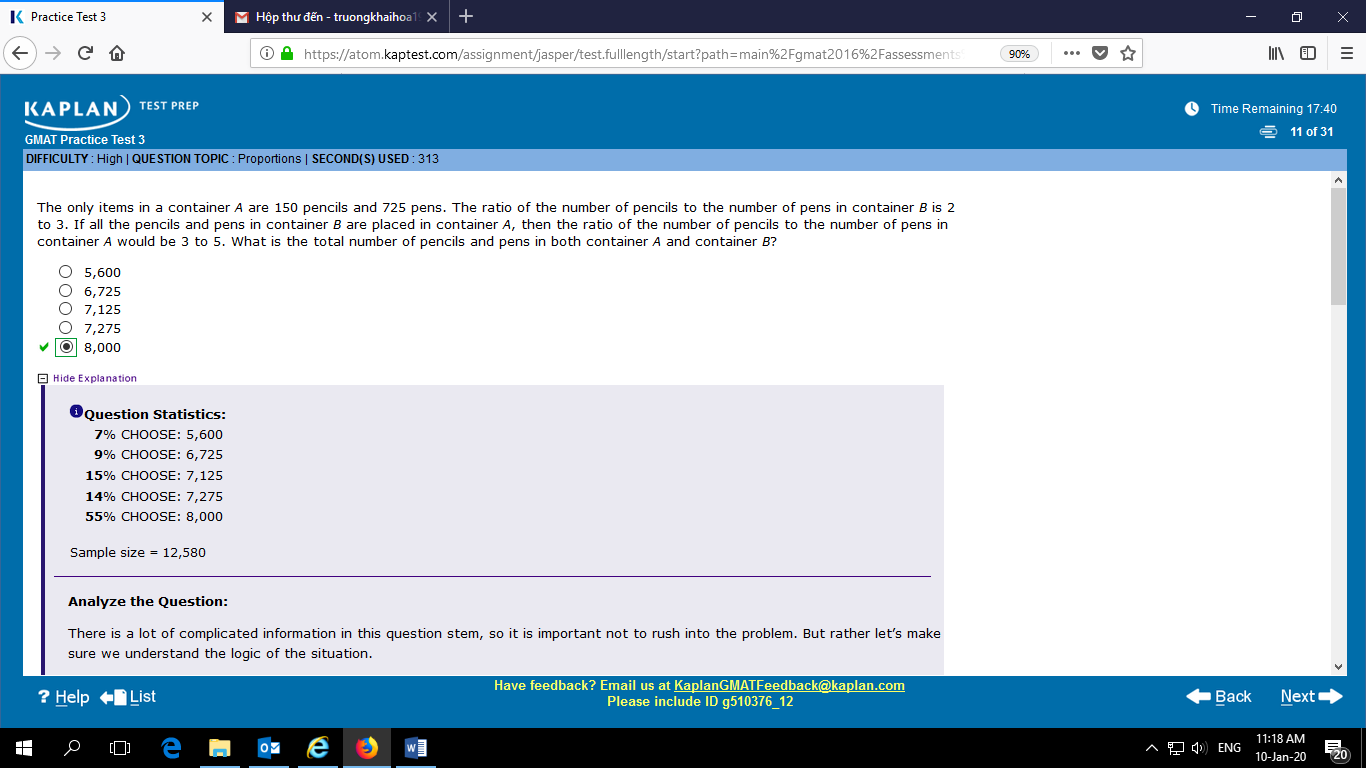 Practice Test 3
Hộp thư đến - truongkhaihoa1
https://atom.kaptest.com/assignment/jasper/test.fulllength/start?path=main%2Fgmat2016%2Fassessments
90%
KAPLAN TEST PREP
GMAT Practice Test 3
Time Remaining 17:40
11 of 31
DIFFICULTY : High | QUESTION TOPIC : Proportions | SECOND(S) USED : 313
The only items in a container A are 150 pencils and 725 pens. The ratio of the number of pencils to the number of pens in container B is 2
to 3. If all the pencils and pens in container B are placed in container A, then the ratio of the number of pencils to the number of pens in
container A would be 3 to 5. What is the total number of pencils and pens in both container A and container B?
5,600
6,725
7,125
7,275
8,000
Hide Explanation
Question Statistics:
7% CHOOSE: 5,600
9% CHOOSE: 6,725
15% CHOOSE: 7,125
14% CHOOSE: 7,275
55% CHOOSE: 8,000
Sample size = 12,580
Analyze the Question:
There is a lot of complicated information in this question stem, so it is important not to rush into the problem. But rather let's make
sure we understand the logic of the situation.
? Help
List
Have feedback? Email us at KaplanGMATFeedback@kaplan.com
Please include ID g510376_12
Back
Next
ENG
11:18 AM
10-Jan-20
20